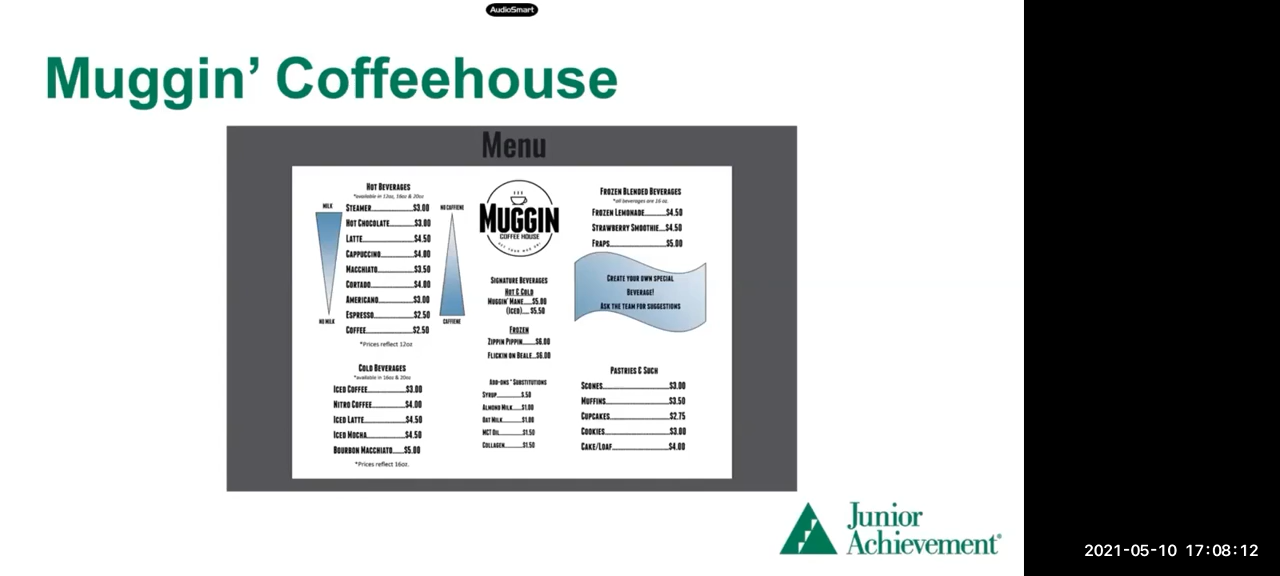 AudioSmart
Muggin' Coffeehouse
Menu
Hot Beverages
*available in 12oz, 16oz & 20oz
Milk
No Milk
Steamer...............$3.00
Hot Chocolate...............$3.00
Latte...............$4.50
Cappuccino...............$4.00
Macchiato...............$3.50
Cortado...............$4.00
Americano...............$3.00
Espresso...............$2.50
Coffee...............$2.50
*Prices reflect 12oz
No Caffiene
Caffiene
Cold Beverages
*available in 16oz & 20oz
Iced Coffee...............$3.00
Nitro Coffee...............$4.00
Iced Latte...............$4.50
Iced Mocha...............$4.50
Bourbon Macchiato......$5.00
*Prices reflect 16oz.
MUGGIN
COFFEE HOUSE
Signature Beverages
Hot & Cold
Muggin' Mane.....$5.00
(Iced).... $5.50
Frozen
Zippin Pippin.......$6.00
Flickin on Beale...$6.00
Add-ons * Substitutions
Syrup...............$.50
Almond Milk......$1.00
Oat Milk.........$1.00
MCT Oil..........$1.50
Collagen..........$1.50
Frozen Blended Beverages
*all beverages are 16 oz.
Frozen Lemonade.........$4.50
Strawberry Smoothie...$4.50
Fraps...............$5.00
Create your own special
Beverage!
Ask the team for suggestions
Pastries & Such
Scones...............$3.00
Muffins...............$3.50
Cupcakes...............$2.75
Cookies...............$3.00
Cake/Loaf...............$4.00
Junior
Achievement®
2021-05-10 17:08:12